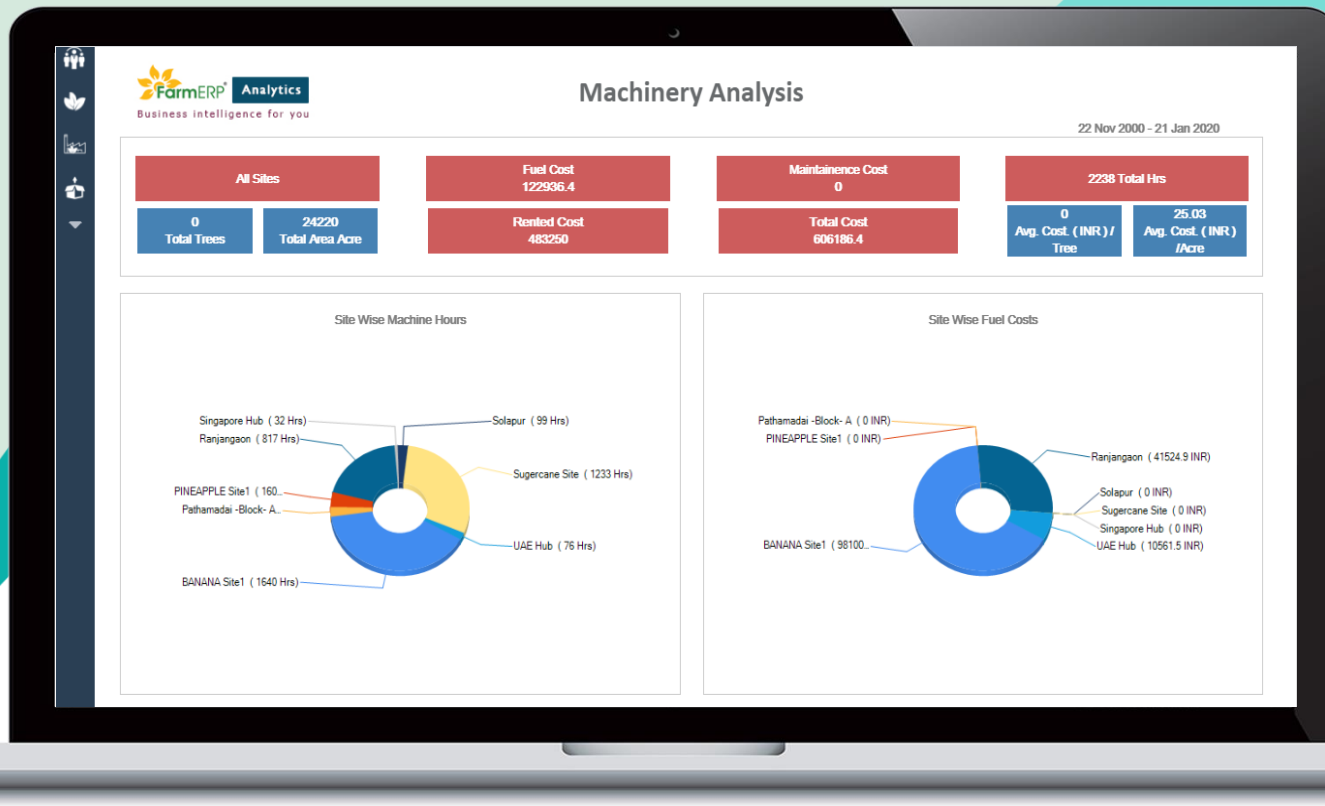 FarmERP® Analytics
Business intelligence for you
Machinery Analysis
22 Nov 2000 - 21 Jan 2020
All Sites
0
Total Trees
24220
Total Area Acre
Fuel Cost
122936.4
Rented Cost
483250
Maintainence Cost
0
Total Cost
606186.4
2238 Total Hrs
0
Avg. Cost. ( INR ) /
Tree
25.03
Avg. Cost. ( INR )
/Acre
Site Wise Machine Hours
Singapore Hub ( 32 Hrs)
Solapur ( 99 Hrs)
Ranjangaon ( 817 Hrs)
Sugercane Site ( 1233 Hrs)
PINEAPPLE Site1 ( 160..
Pathamadai -Block- A..
UAE Hub ( 76 Hrs)
BANANA Site1 ( 1640 Hrs)
Site Wise Fuel Costs
Pathamadai -Block- A ( 0 INR)
PINEAPPLE Site1 ( 0 INR)
Ranjangaon ( 41524.9 INR)
Solapur ( 0 INR)
Sugercane Site ( 0 INR)
Singapore Hub ( 0 INR)
UAE Hub ( 10561.5 INR)
BANANA Site1 ( 98100..